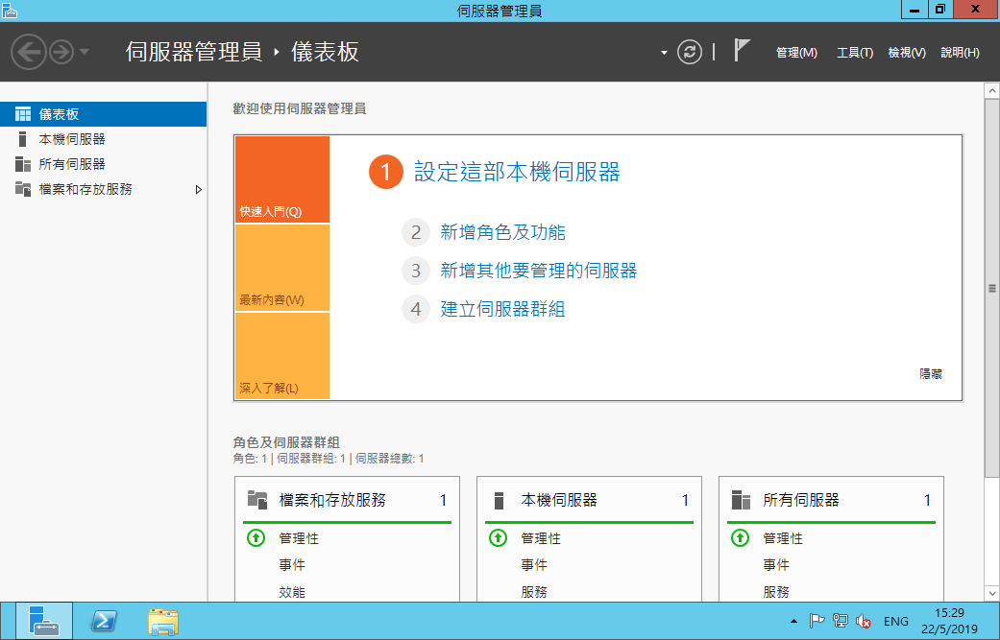 伺服器管理員
伺服器管理員 ‣ 儀表板
管理(M) 工具(T) 檢視(V) 說明(H)
儀表板
本機伺服器
所有伺服器
檔案和存放服務
歡迎使用伺服器管理員
快速入門(Q)
最新內容(W)
深入了解(L)
1 設定這部本機伺服器
2 新增角色及功能
3 新增其他要管理的伺服器
4 建立伺服器群組
隱藏
角色及伺服器群組
角色: 1 | 伺服器群組: 1 | 伺服器總數: 1
檔案和存放服務 1
管理性
事件
效能
本機伺服器 1
管理性
事件
服務
所有伺服器 1
管理性
事件
服務
ENG
15:29
22/5/2019